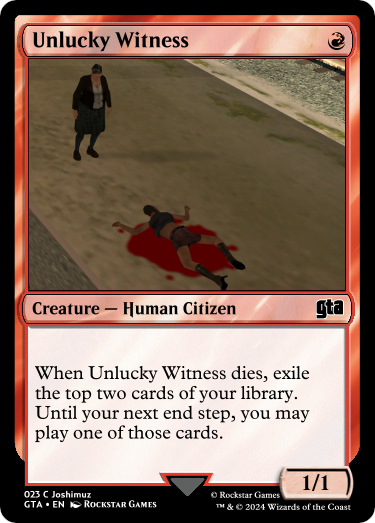 Unlucky Witness
Creature — Human Citizen
gta
When Unlucky Witness dies, exile
the top two cards of your library.
Until your next end step, you may
play one of those cards.
1/1
023 C Joshimuz
GTA • EN Rockstar Games
© Rockstar Games
™ & © 2024 Wizards of the Coast